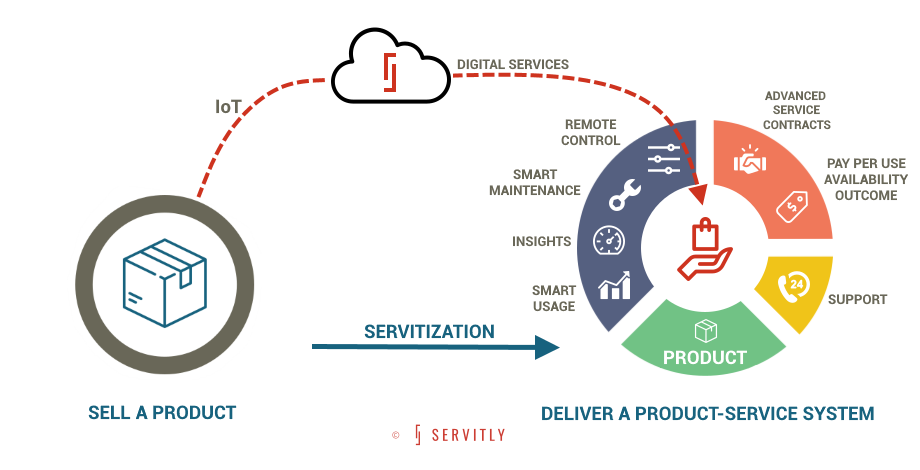 DIGITAL SERVICES
IoT
ADVANCED
SERVICE
CONTRACTS
REMOTE
CONTROL
PAY PER USE
AVAILABILITY
OUTCOME
SMART
MAINTENANCE
$
INSIGHTS
24
SMART
USAGE
SUPPORT
SERVITIZATION
PRODUCT
SELL A PRODUCT
DELIVER A PRODUCT-SERVICE SYSTEM
© SERVITLY